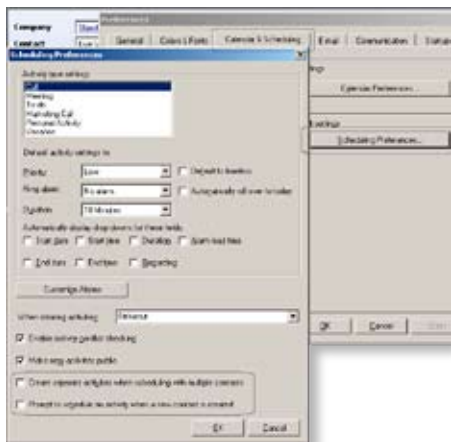 Company
Contact
Preferences
General
Colors & Fonts
Calendar & Scheduling
E-mail
Communication
Startup
Calendar Preferences...
Scheduling Preferences...
OK
Cancel
Scheduling Preferences
Activity type settings
Call
Meeting
To-do
Marketing Call
Personal Activity
Vacation
Default activity settings to:
Priority:
Low
Default to timeless
Ring alarm:
No alarm
Automatically roll over to today
Duration:
10 Minutes
Automatically display drop-downs for these fields:
Start date
Start time
Duration
Alarm lead time
End date
End time
Regarding
Customize Alarms
When clearing activities:
Enable activity conflict checking
Make new activities public
Create separate activities when scheduling with multiple contacts
Prompt to schedule an activity when a new contact is created
OK
Cancel